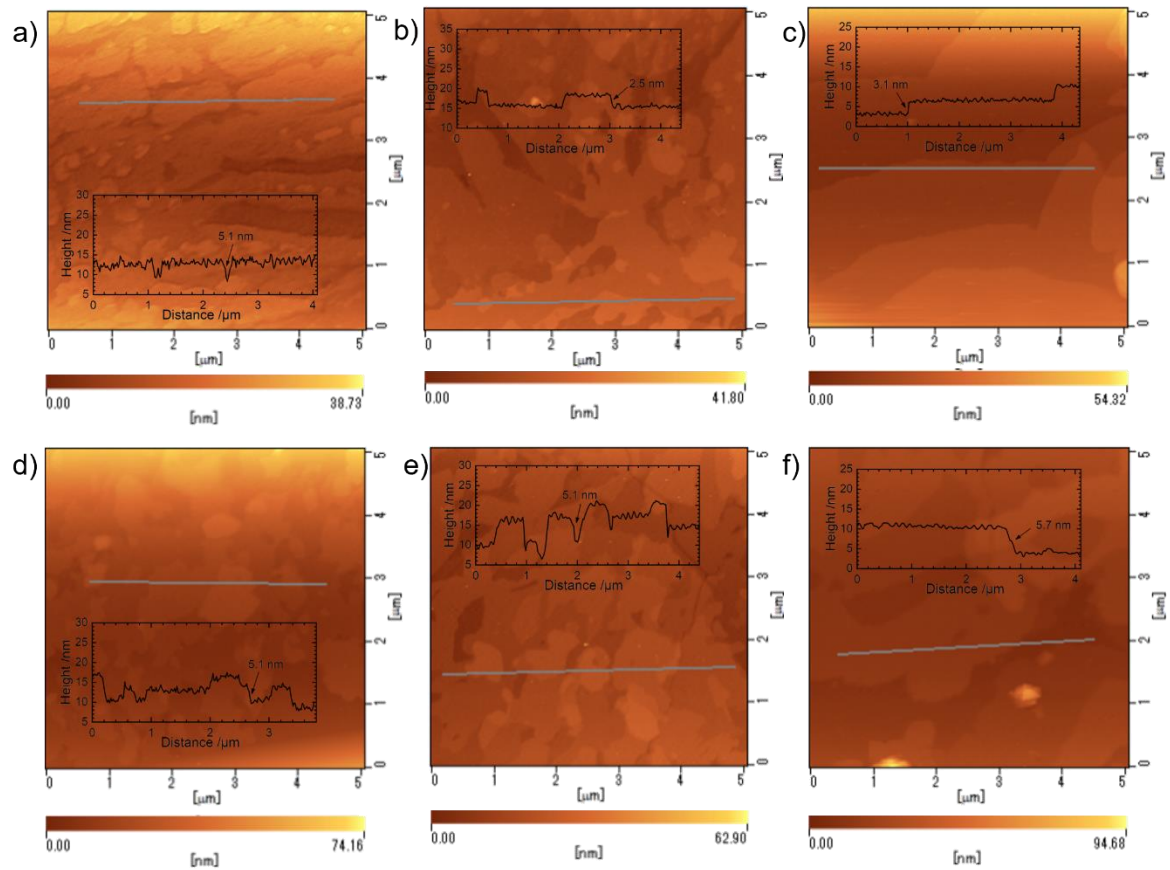 a)
5
4
3
2
1
0
[μm]
Height /nm
30
25
20
15
10
5
5.1 nm
0 1 2 3 4
Distance /μm
0 1 2 3 4 5
[μm]
0.00 38.73
[nm]
b)
5
4
3
2
1
0
[μm]
Height /nm
35
30
25
20
15
10
2.5 nm
0 1 2 3 4
Distance /μm
0 1 2 3 4 5
[μm]
0.00 41.80
[nm]
c)
5
4
3
2
1
0
[μm]
Height /nm
25
20
15
10
5
0
3.1 nm
0 1 2 3 4
Distance /μm
0 1 2 3 4 5
[μm]
0.00 54.32
[nm]
d)
5
4
3
2
1
0
[μm]
Height /nm
30
25
20
15
10
5
5.1 nm
0 1 2 3
Distance /μm
0 1 2 3 4 5
[μm]
0.00 74.16
[nm]
e)
5
4
3
2
1
0
[μm]
Height /nm
30
25
20
15
10
5
5.1 nm
0 1 2 3 4
Distance /μm
0 1 2 3 4 5
[μm]
0.00 62.90
[nm]
f)
5
4
3
2
1
0
[μm]
Height /nm
25
20
15
10
5
0
5.7 nm
0 1 2 3 4
Distance /μm
0 1 2 3 4 5
[μm]
0.00 94.68
[nm]